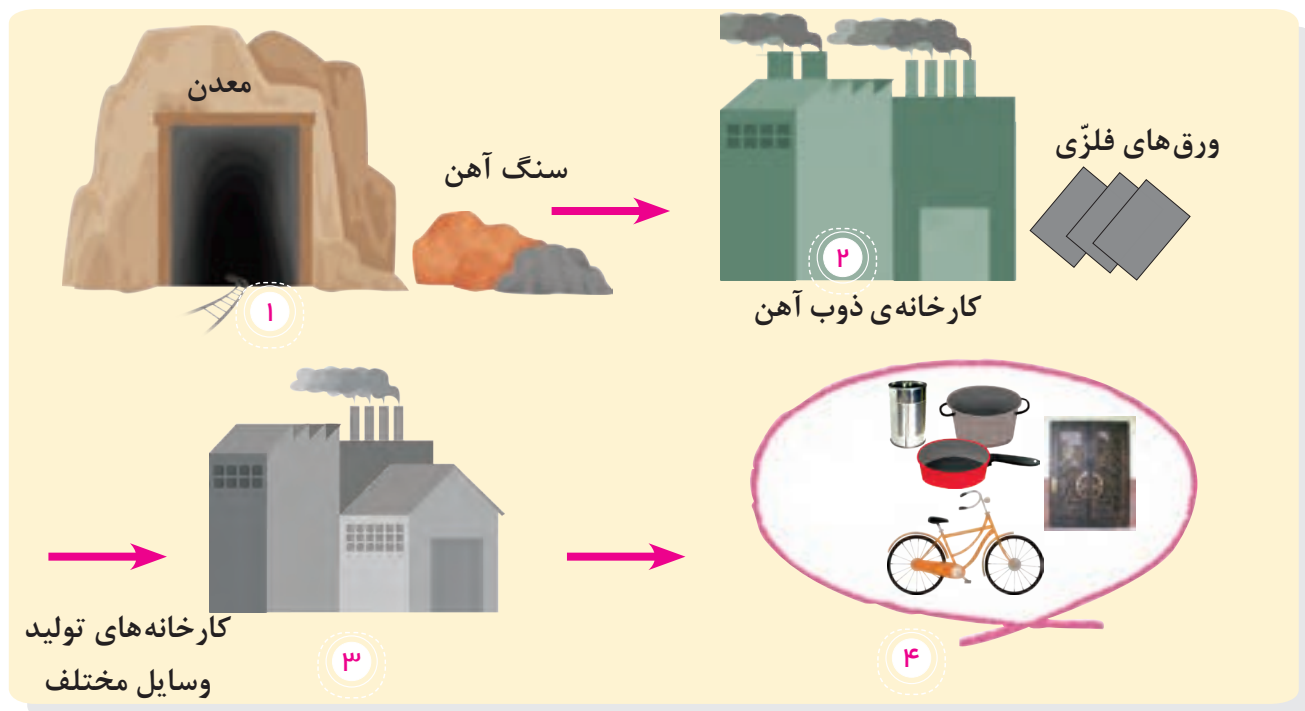 معدن
سنگ آهن
۱
ورق‌های فلزّی
۲
کارخانه‌ی ذوب آهن
کارخانه‌های تولید
وسایل مختلف
۳
۴